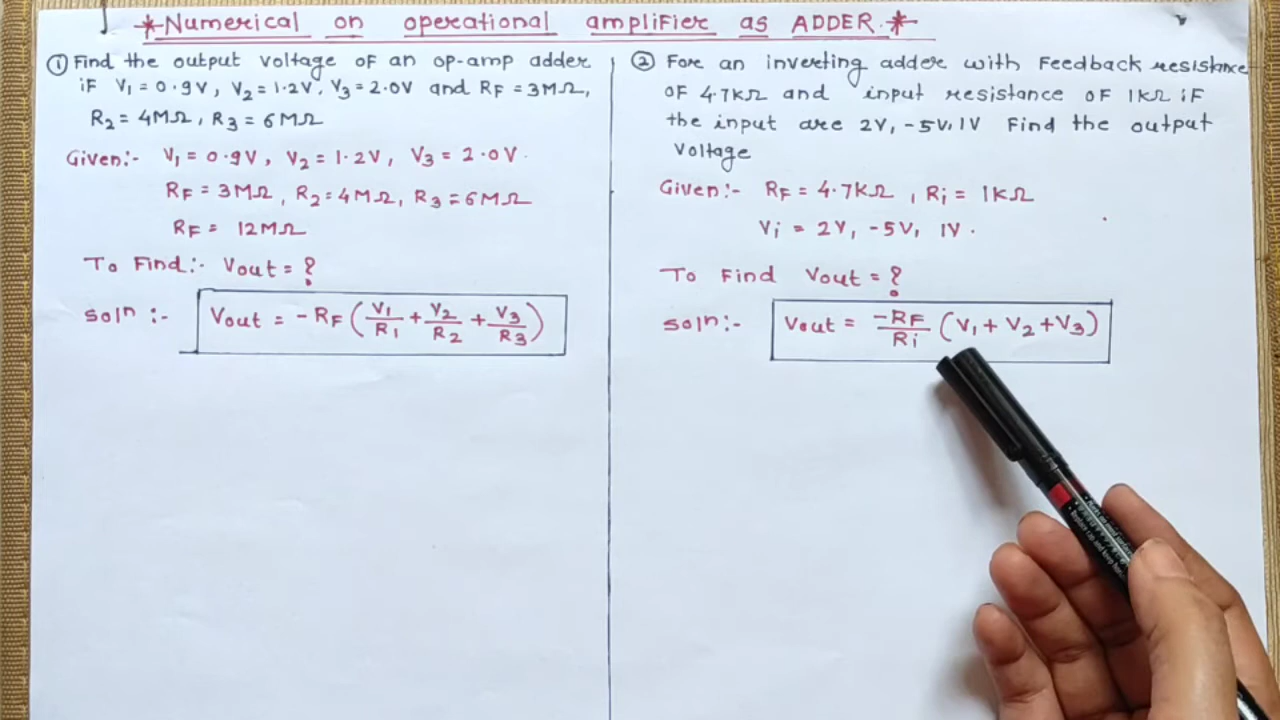 *Numerical on operational amplifier as ADDER.*
① Find the output voltage of an op-amp adder
if V₁ = 0.9V, V₂ = 1.2V, V₃ = 2.0V and RF = 3MΩ,
R₂ = 4MΩ, R₃ = 6MΩ
Given:- V₁ = 0.9V, V₂ = 1.2V, V₃ = 2.0V.
RF = 3MΩ, R₂ = 4MΩ, R₃ = 6MΩ
RF = 12MΩ
To Find:- Vout = ?
Soln :- Vout = -RF (V₁/R₁ + V₂/R₂ + V₃/R₃)
② Fore an inverting adder with Feedback resistance
of 4.7kΩ and input resistance of 1kΩ if
the input are 2V, -5V, 1V Find the output
Voltage
Given:- RF = 4.7kΩ, Ri = 1kΩ
Vi = 2V, -5V, 1V.
To Find Vout = ?
Soln:- Vout = -RF/Ri (V₁ + V₂ + V₃)